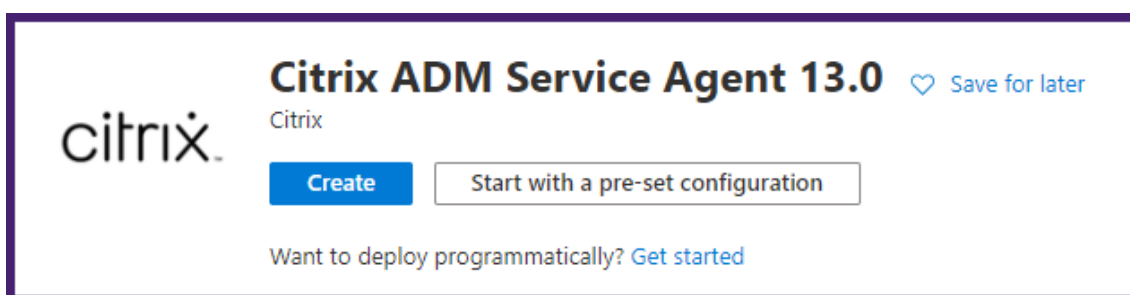 citrix™
Citrix ADM Service Agent 13.0
Save for later
Citrix
Create
Start with a pre-set configuration
Want to deploy programmatically? Get started